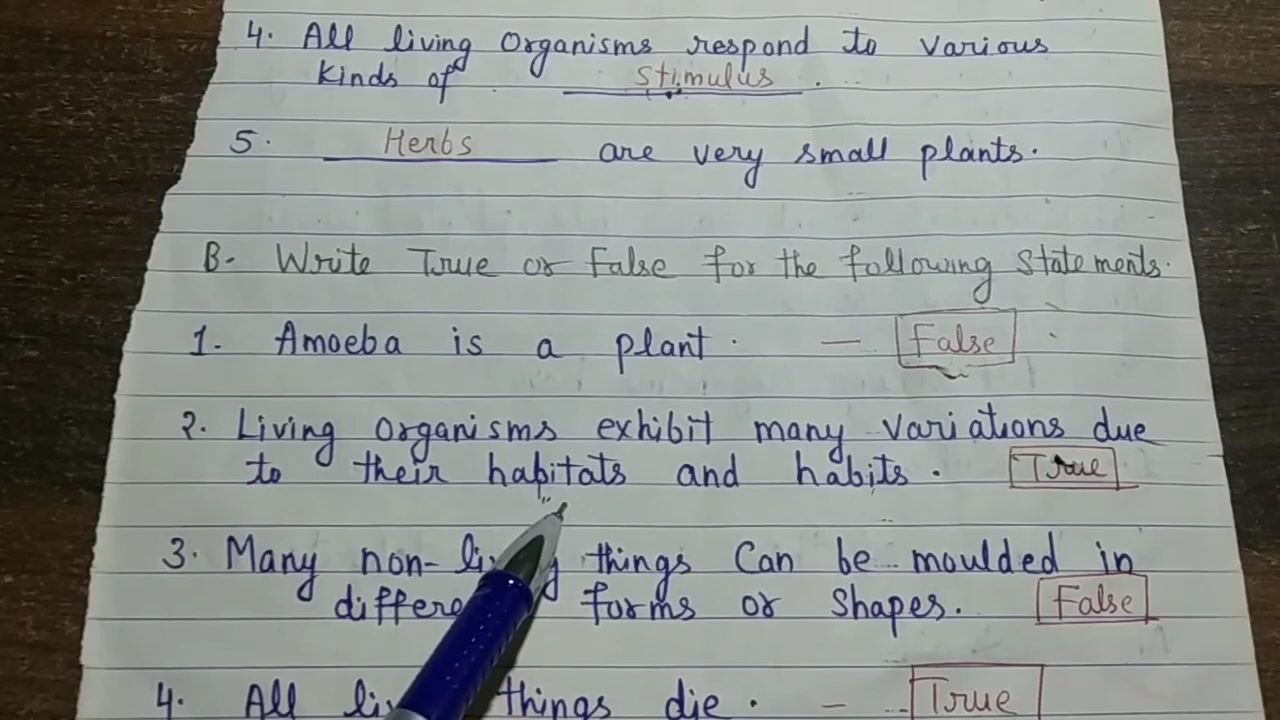 4. All living organisms respond to various
kinds of stimulus.
5. Herbs are very small plants.
B. Write True or False for the following statements.
1. Amoeba is a plant. - False
2. Living organisms exhibit many variations due
to their habitats and habits. True
3. Many non- things can be moulded in
forms or shapes. False
4. All things die. - True